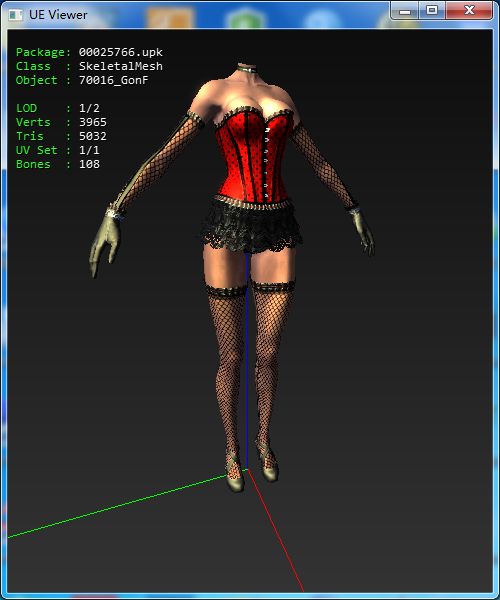 UE Viewer
Package: 00025766.upk
Class : SkeletalMesh
Object : 70016_GonF
LOD : 1/2
Verts : 3965
Tris : 5032
UV Set : 1/1
Bones : 108